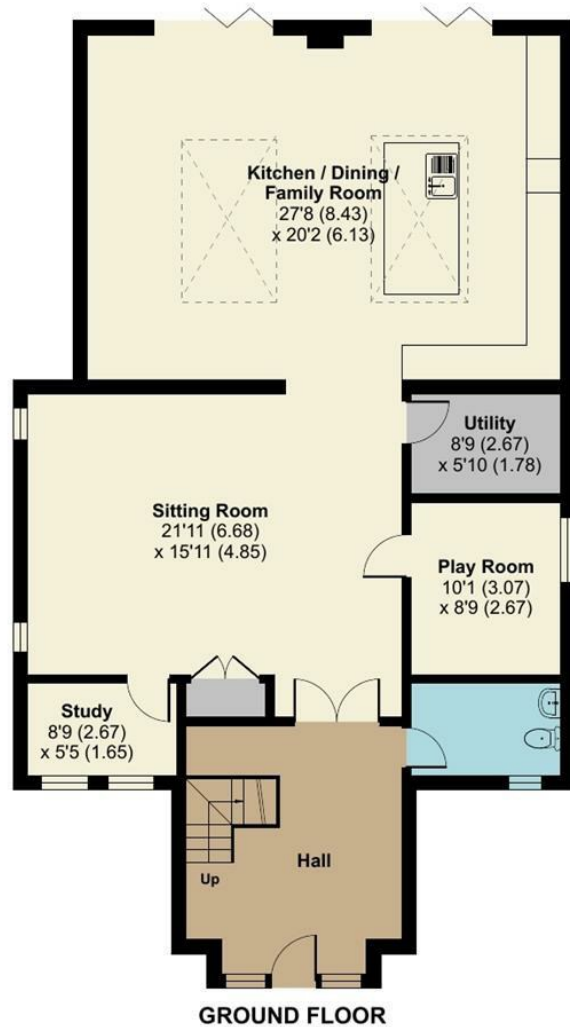 Kitchen / Dining /
Family Room
27'8 (8.43)
x 20'2 (6.13)
Utility
8'9 (2.67)
x 5'10 (1.78)
Sitting Room
21'11 (6.68)
x 15'11 (4.85)
Play Room
10'1 (3.07)
x 8'9 (2.67)
Study
8'9 (2.67)
x 5'5 (1.65)
Hall
Up
GROUND FLOOR